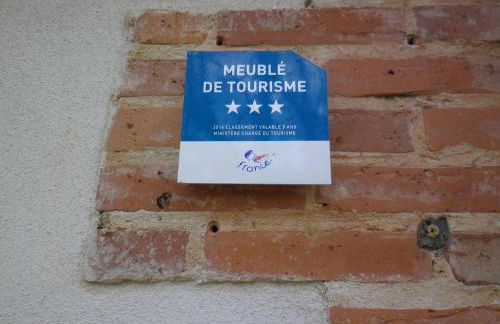 MEUBLÉ
DE TOURISME
2016 CLASSEMENT VALABLE 5 ANS
MINISTÈRE CHARGÉ DU TOURISME
France